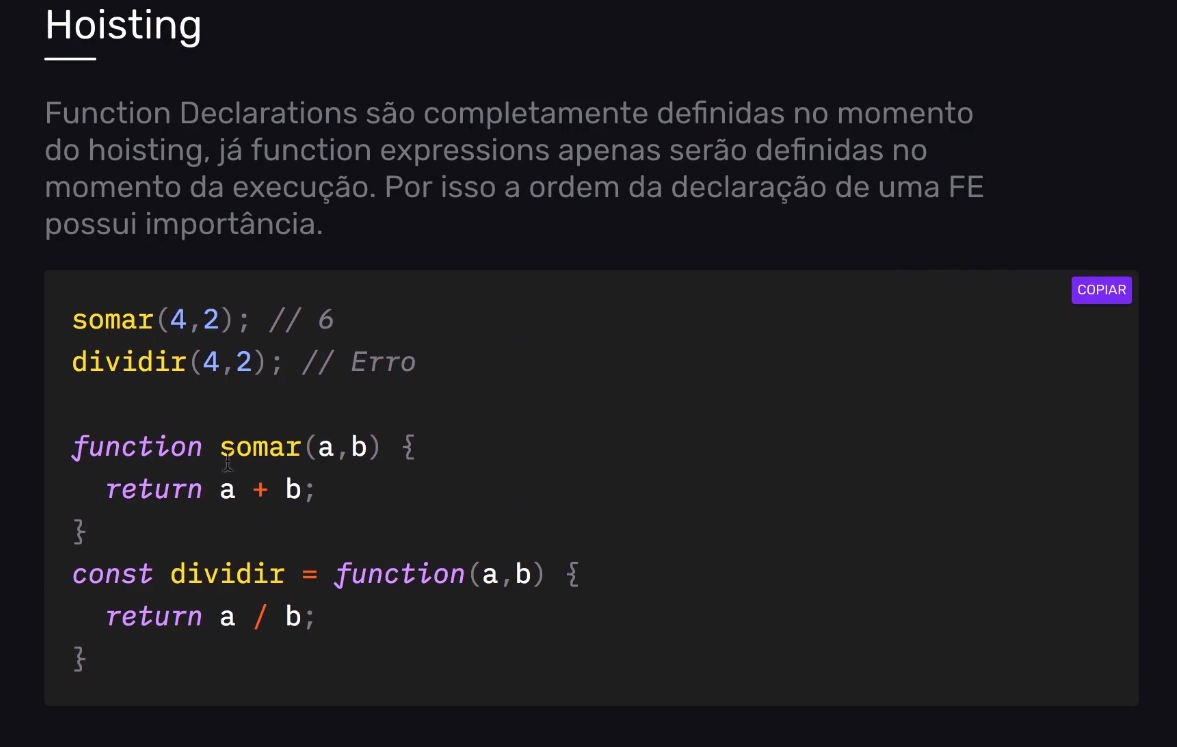 Hoisting
Function Declarations são completamente definidas no momento
do hoisting, já function expressions apenas serão definidas no
momento da execução. Por isso a ordem da declaração de uma FE
possui importância.
COPIAR
somar(4,2); // 6
dividir(4,2); // Erro
function somar(a,b) {
  return a + b;
}
const dividir = function(a,b) {
  return a / b;
}